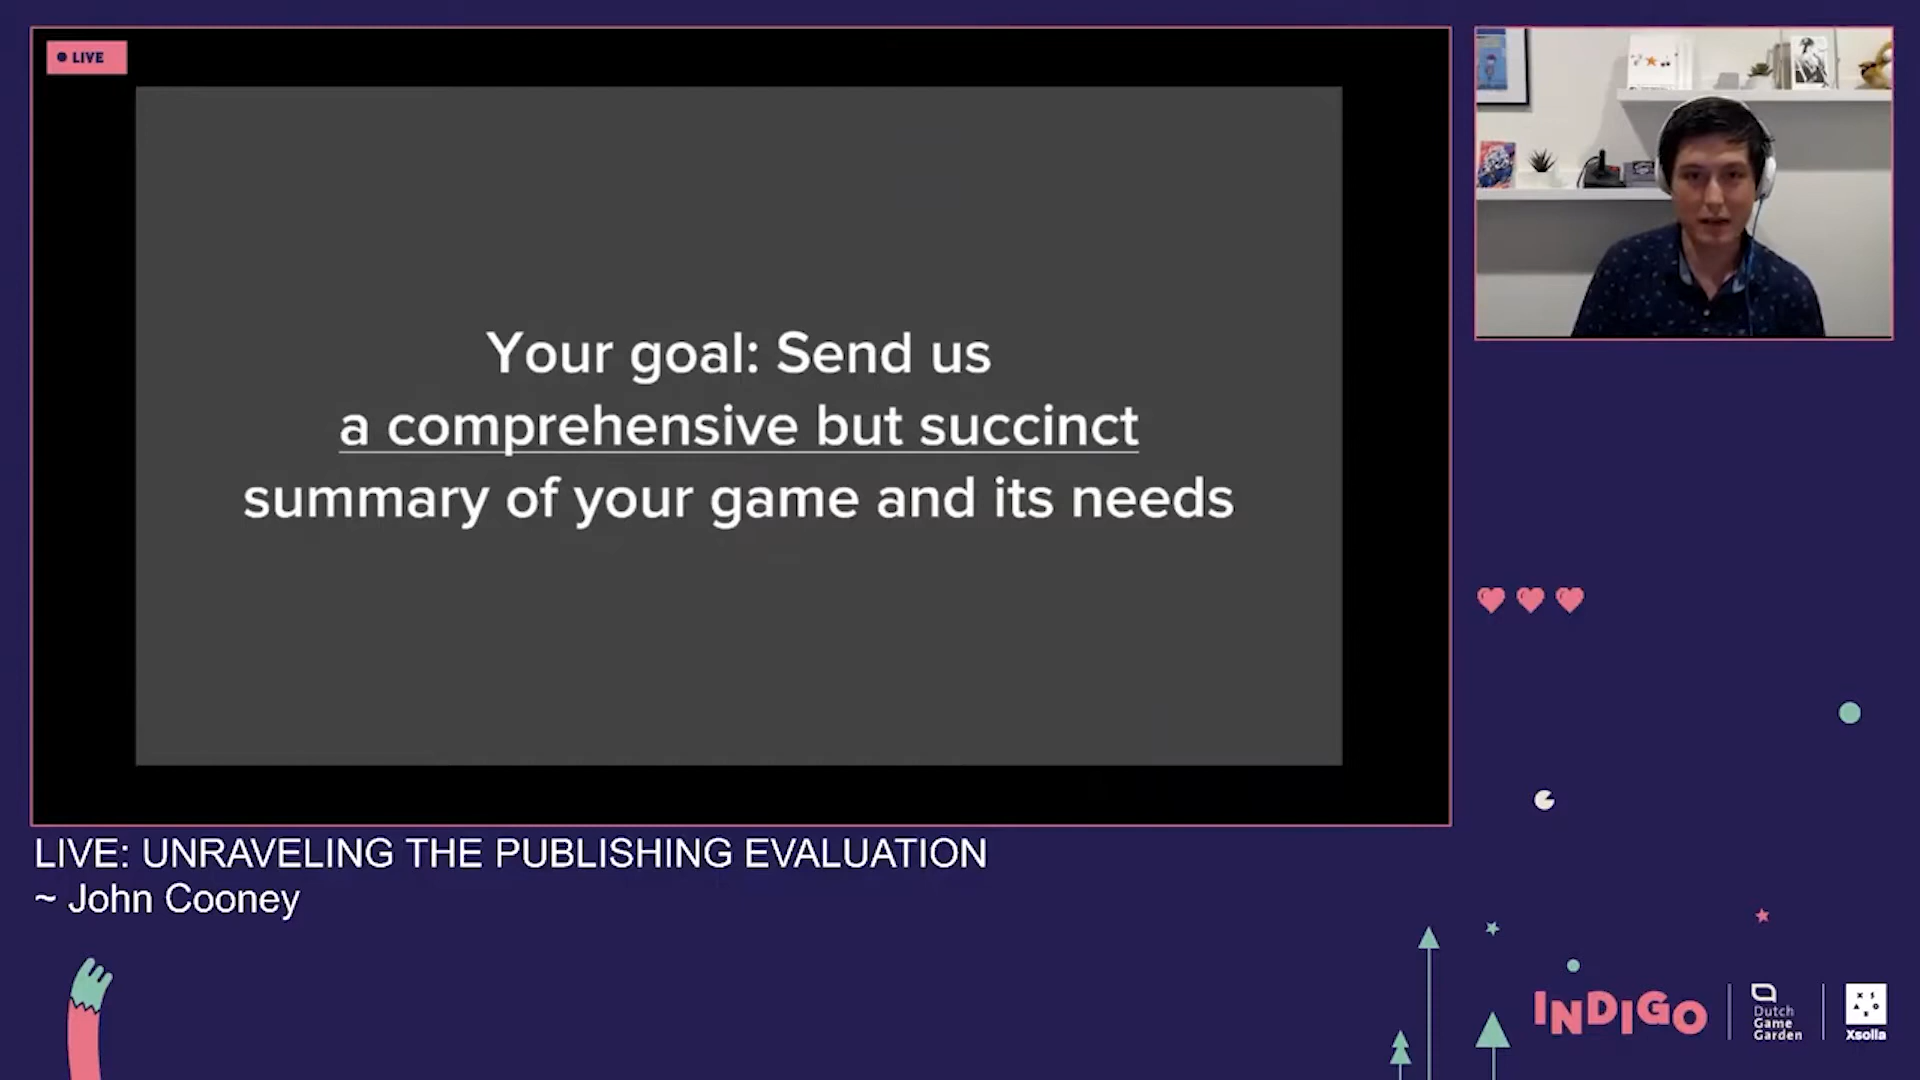 LIVE
Your goal: Send us
a comprehensive but succinct
summary of your game and its needs
LIVE: UNRAVELING THE PUBLISHING EVALUATION
~ John Cooney
INDIGO
Dutch
Game
Garden
XS
Xsolla